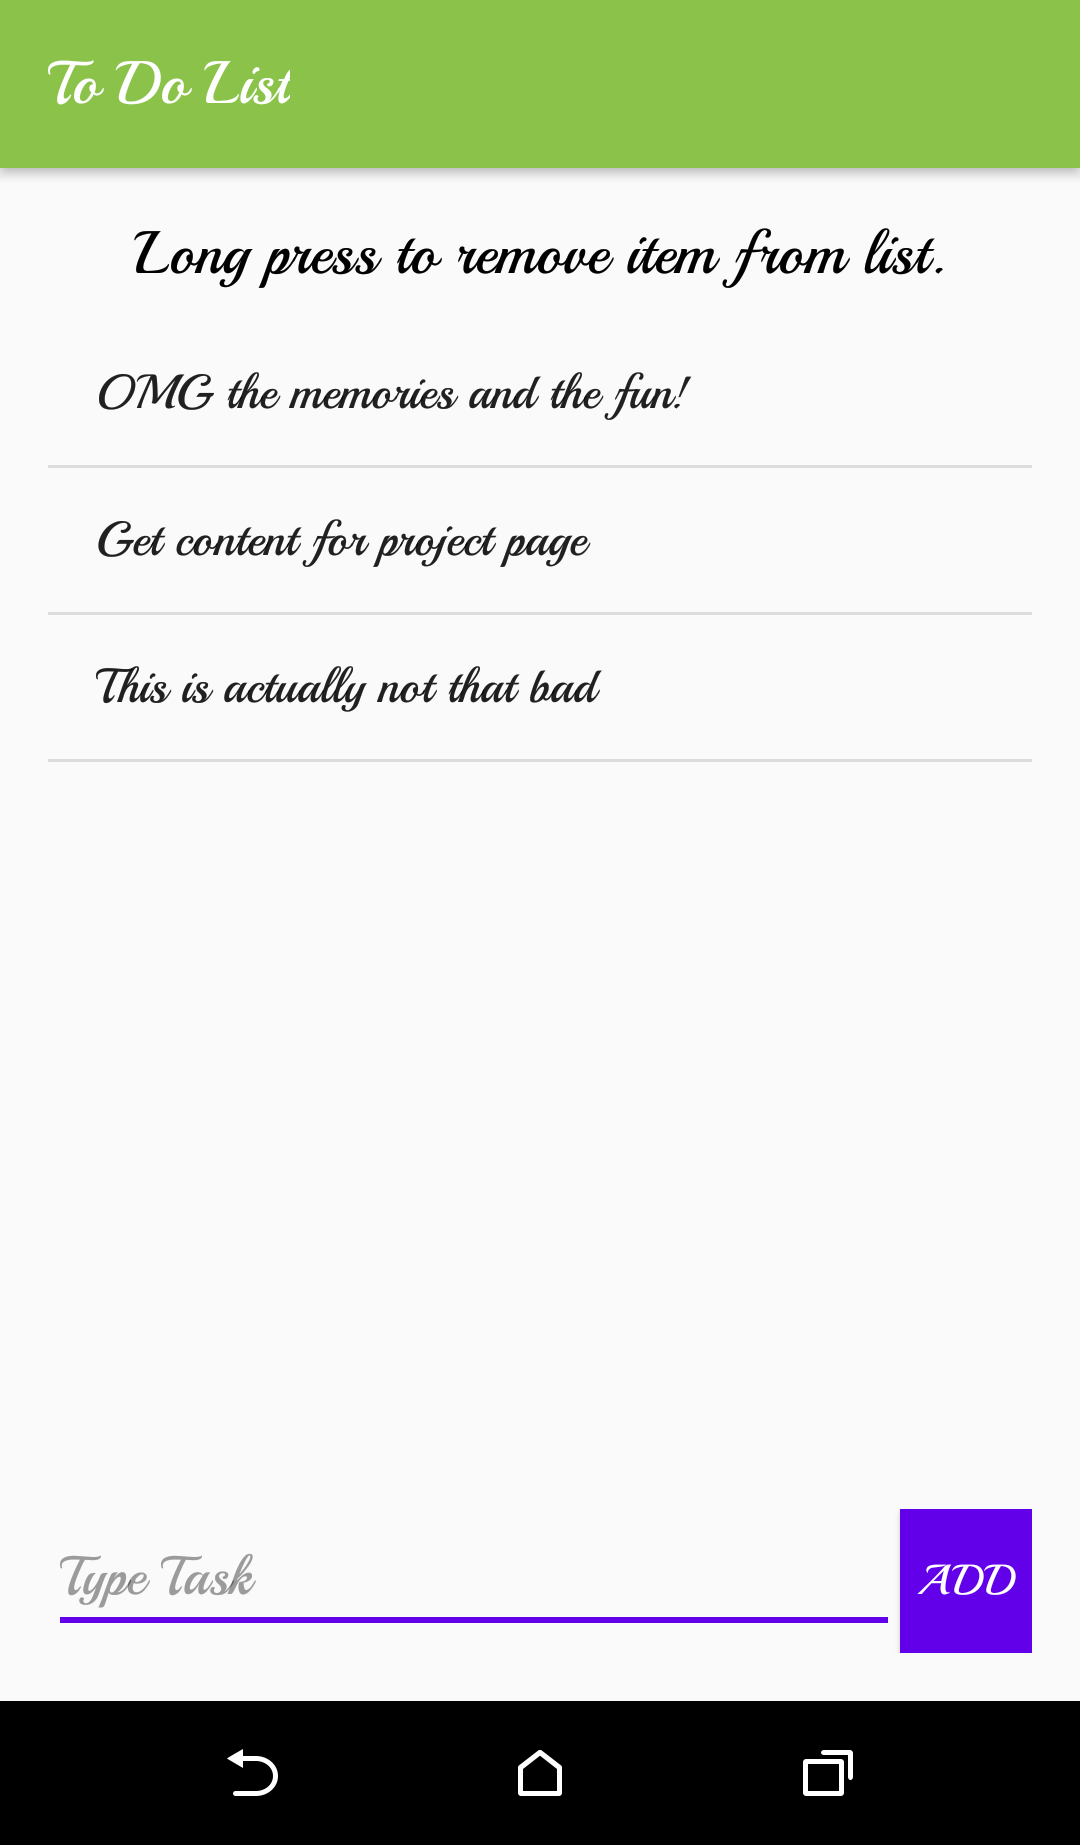 To Do List
Long press to remove item from list.
OMG the memories and the fun!
Get content for project page
This is actually not that bad
Type Task
ADD